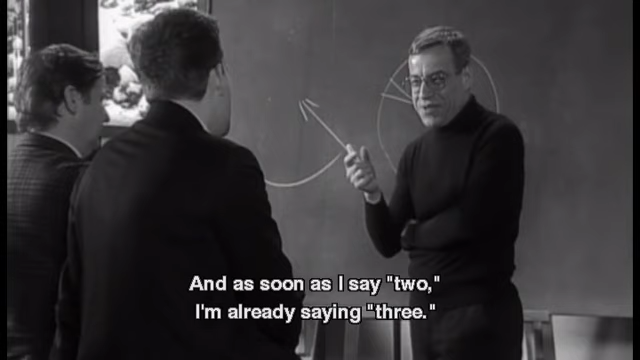 And as soon as I say "two,"
I'm already saying "three."